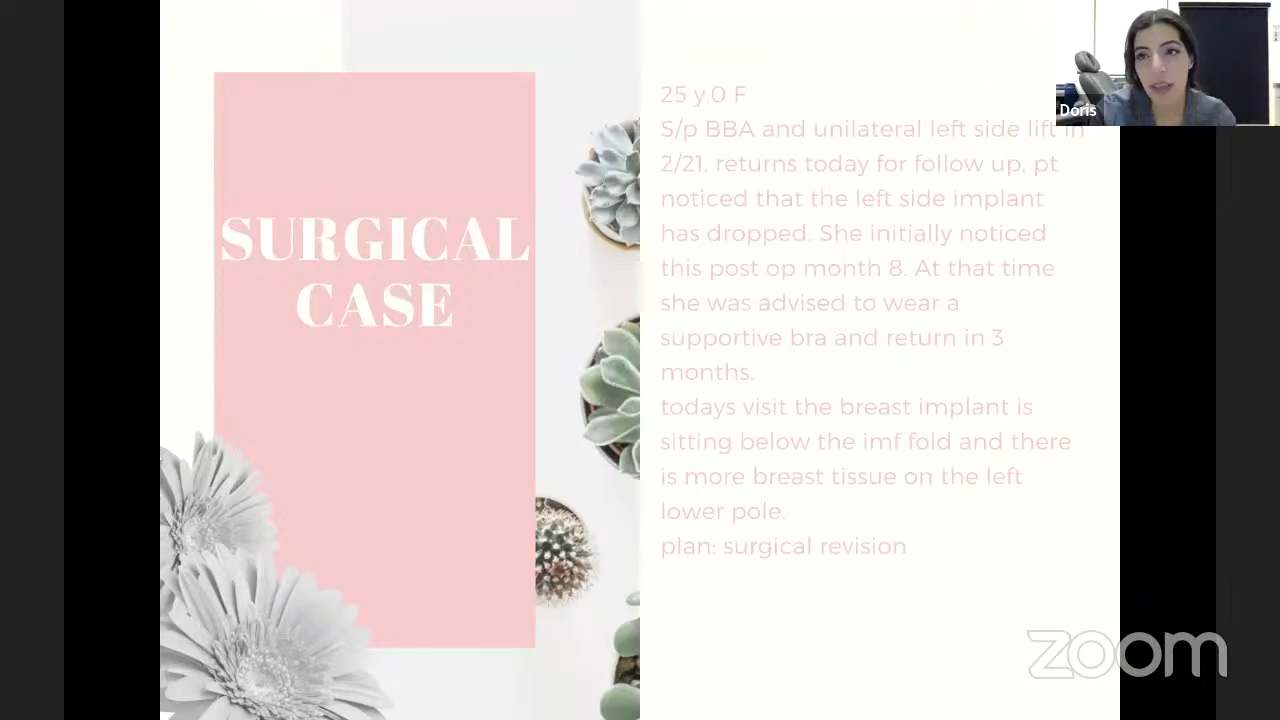 SURGICAL
CASE
25 y.0 F
S/p BBA and unilateral left side lift in
2/21. returns today for follow up, pt
noticed that the left side implant
has dropped. She initially noticed
this post op month 8. At that time
she was advised to wear a
supportive bra and return in 3
months.
todays visit the breast implant is
sitting below the imf fold and there
is more breast tissue on the left
lower pole.
plan: surgical revision
Doris
zoom